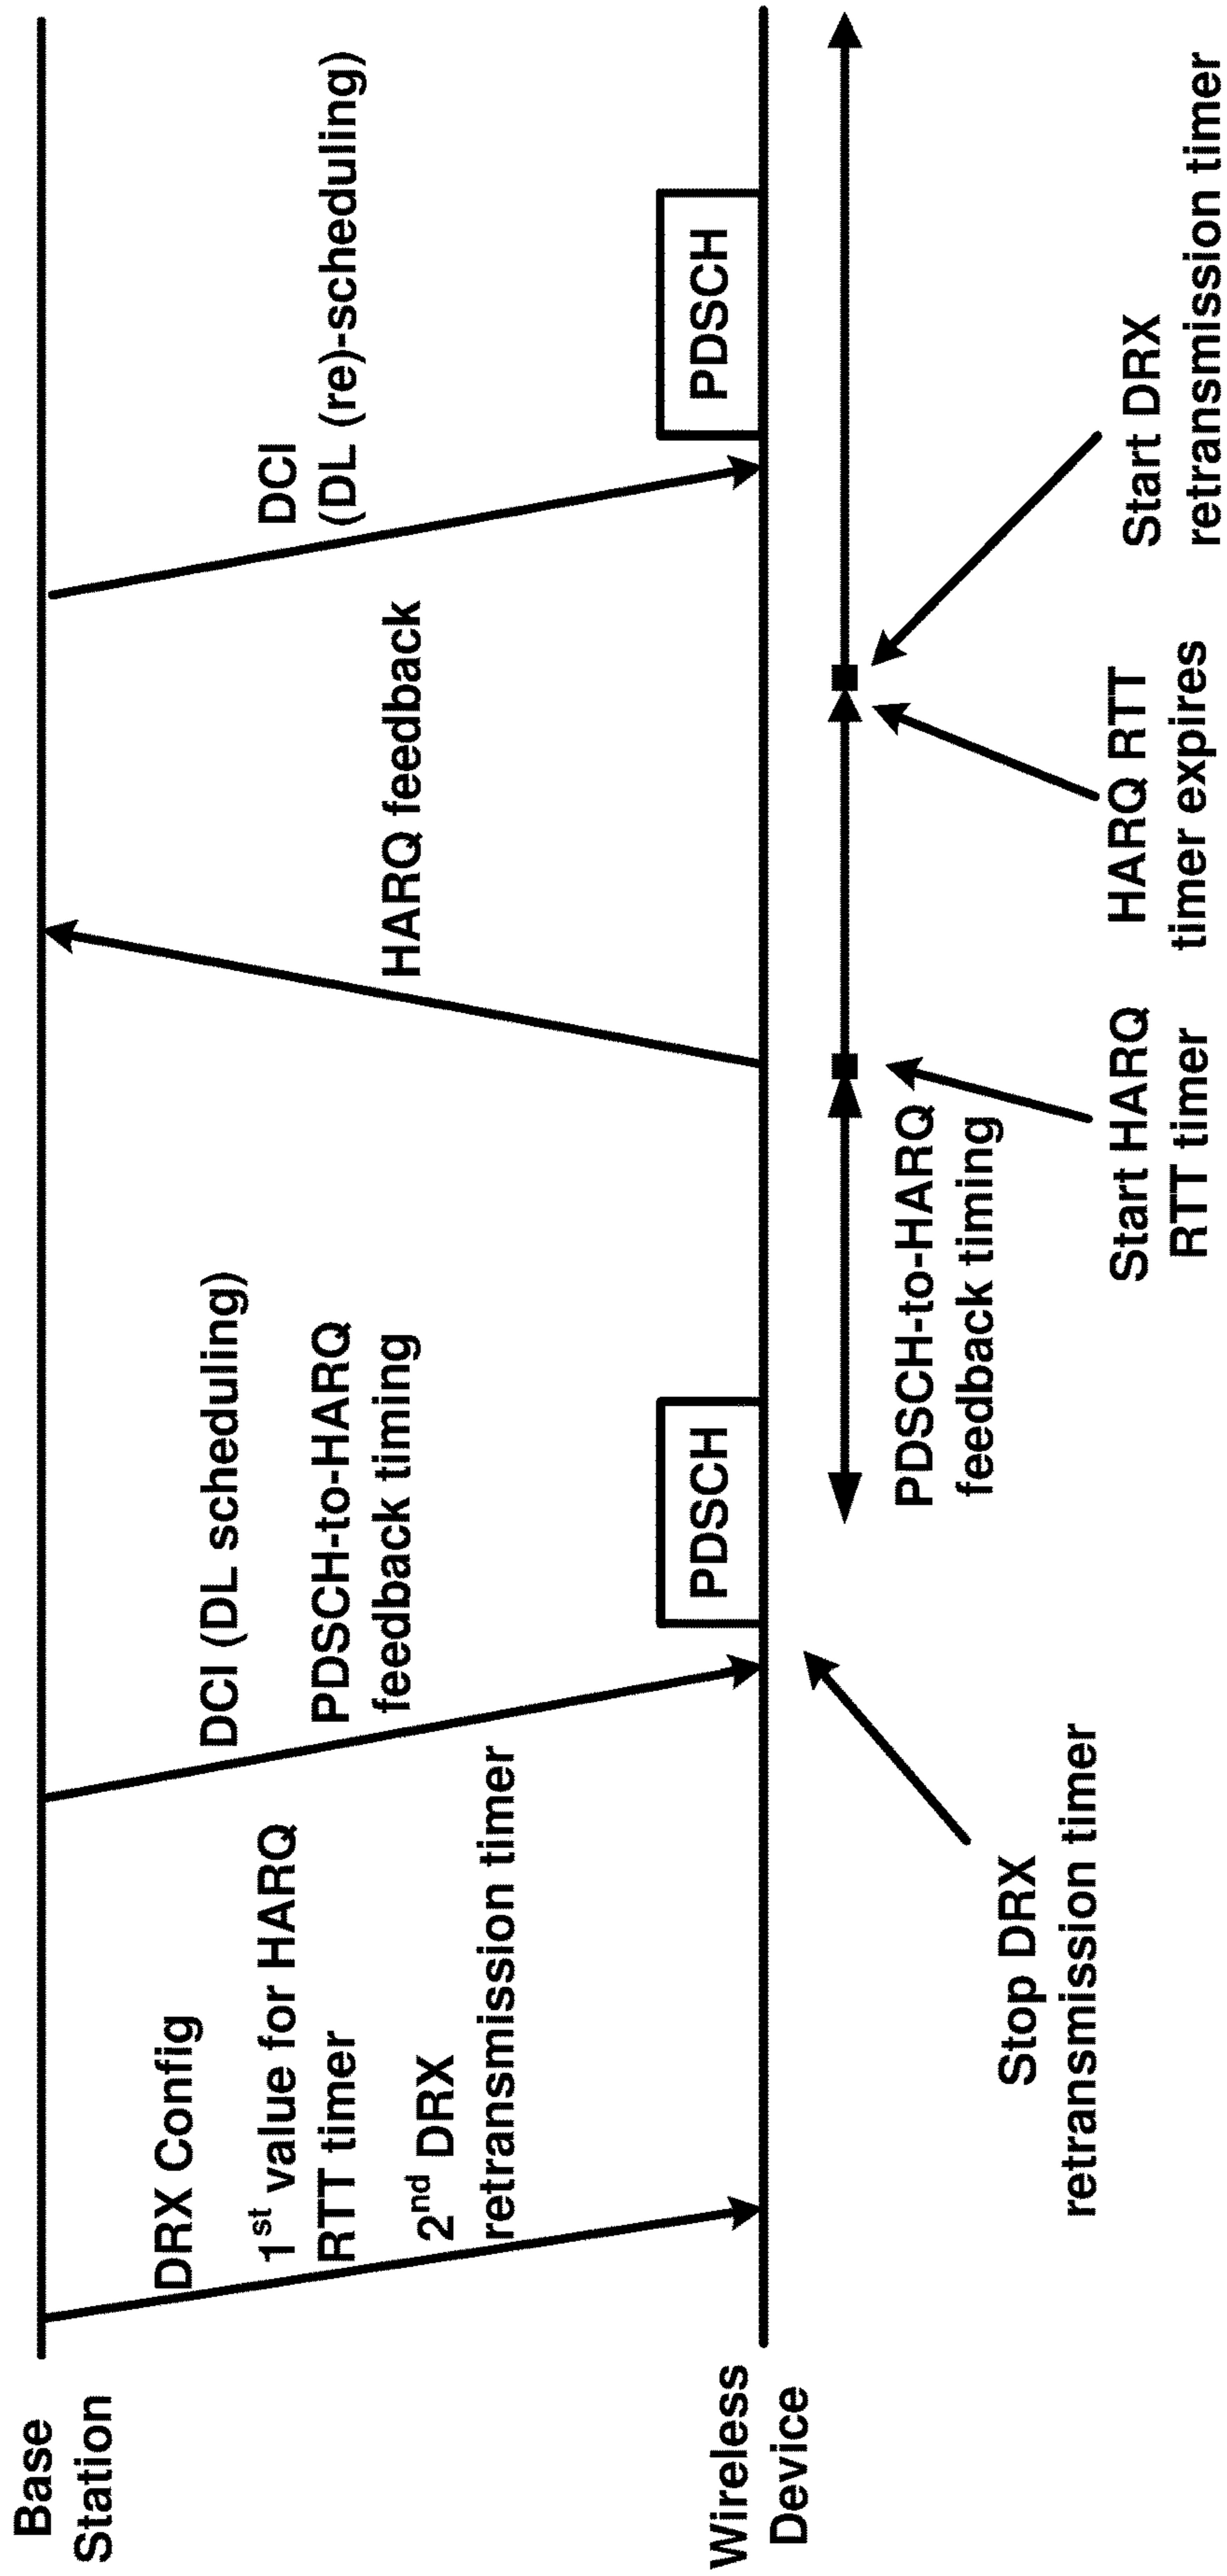 Base
Station
DRX Config
1st value for HARQ
RTT timer
2nd DRX
retransmission timer
DCI (DL scheduling)
PDSCH-to-HARQ
feedback timing
HARQ feedback
DCI
(DL (re)-scheduling)
Wireless
Device
PDSCH
PDSCH
PDSCH-to-HARQ
feedback timing
Stop DRX
retransmission timer
Start HARQ
RTT timer
HARQ RTT
timer expires
Start DRX
retransmission timer